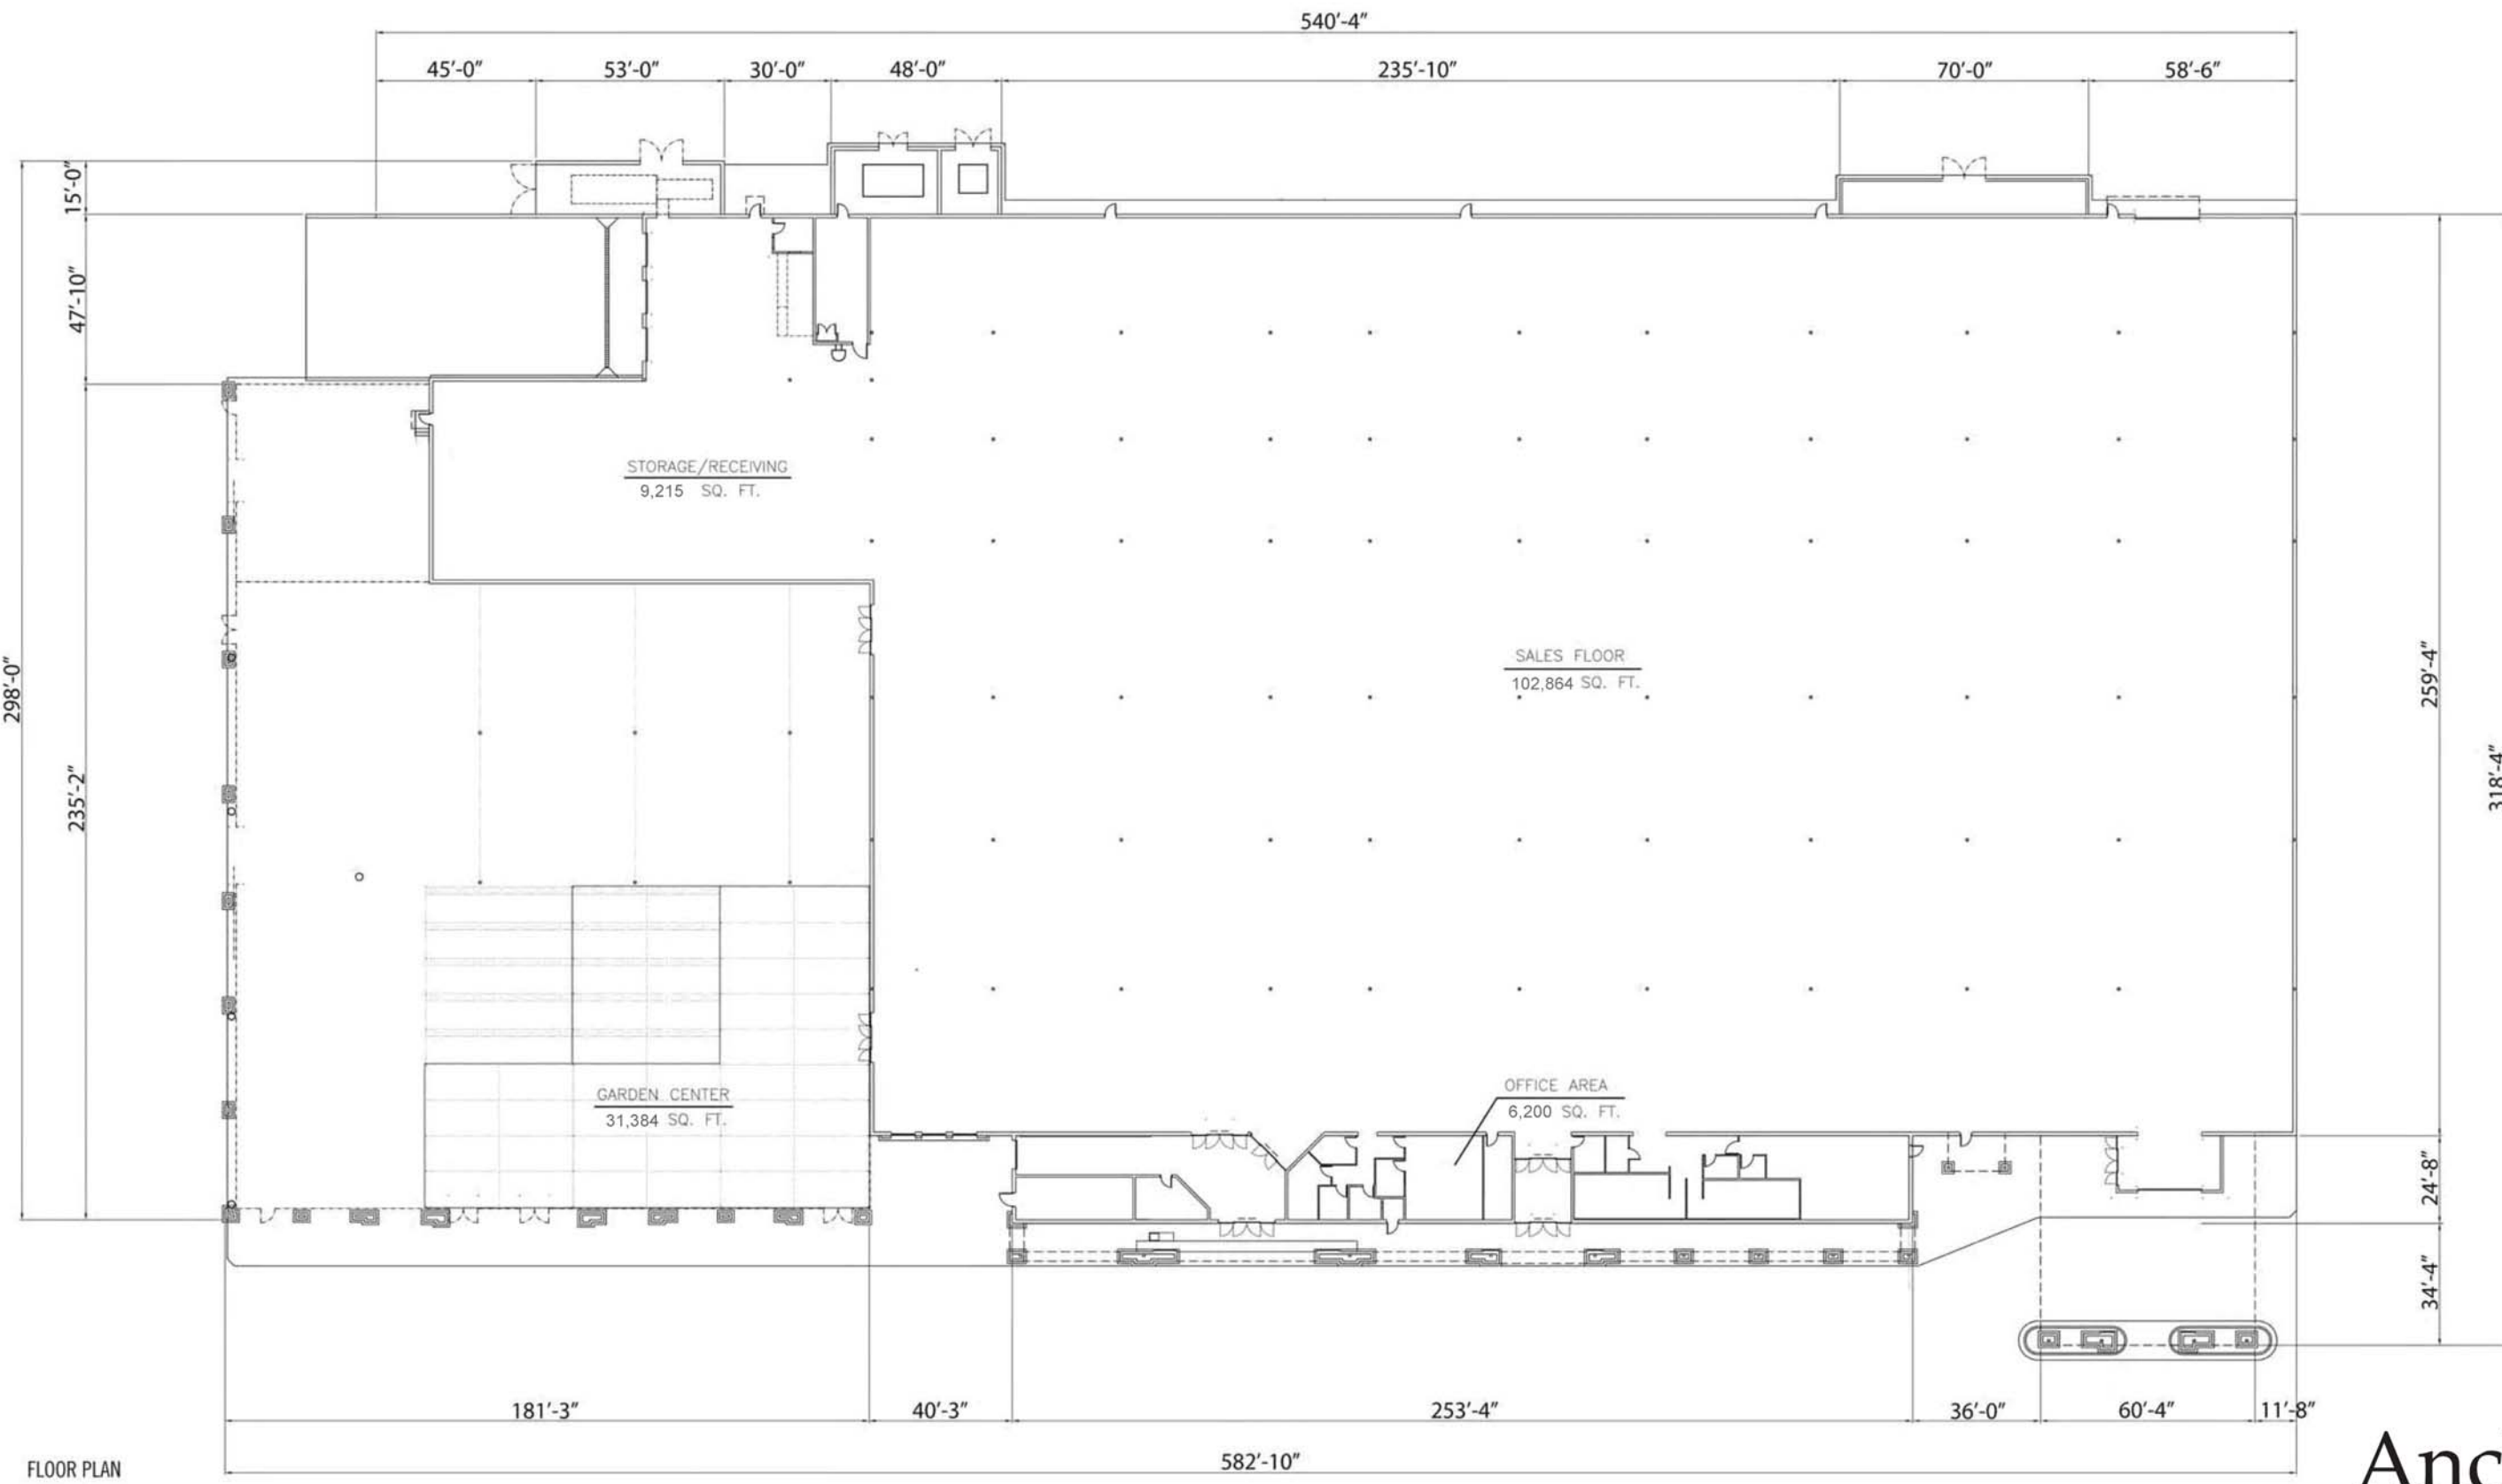 540'-4"
45'-0" 53'-0" 30'-0" 48'-0" 235'-10" 70'-0" 58'-6"
15'-0"
47'-10"
STORAGE/RECEIVING
9,215 SQ. FT.
298'-0"
SALES FLOOR
102,864 SQ. FT.
259'-4"
235'-2"
318'-4"
GARDEN CENTER
31,384 SQ. FT.
OFFICE AREA
6,200 SQ. FT.
24'-8"
34'-4"
181'-3" 40'-3" 253'-4" 36'-0" 60'-4" 11'-8"
582'-10"
FLOOR PLAN
Anc